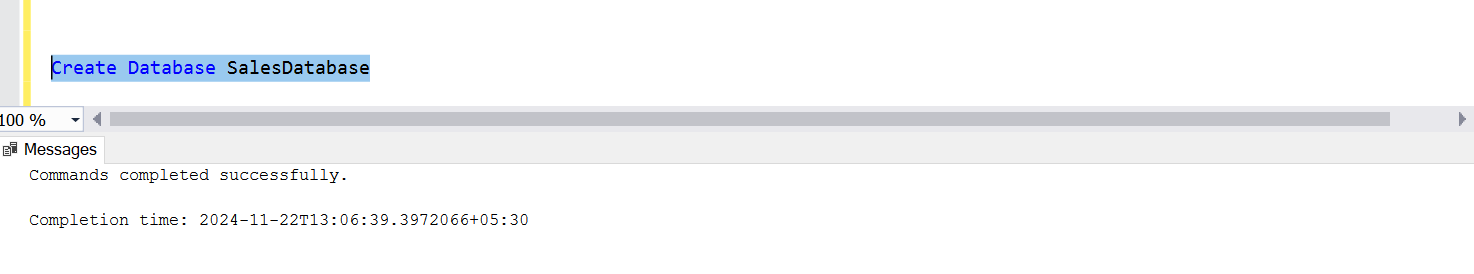 Create Database SalesDatabase
100 %
Messages
Commands completed successfully.
Completion time: 2024-11-22T13:06:39.3972066+05:30